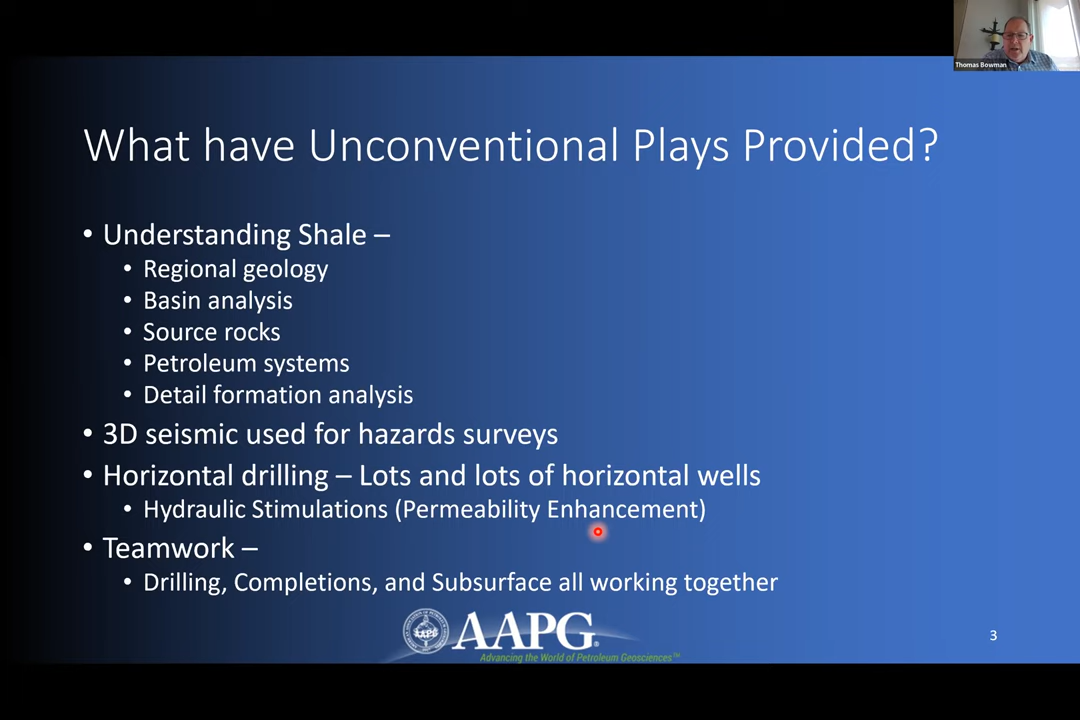 Thomas Bowman
What have Unconventional Plays Provided?
• Understanding Shale –
• Regional geology
• Basin analysis
• Source rocks
• Petroleum systems
• Detail formation analysis
• 3D seismic used for hazards surveys
• Horizontal drilling – Lots and lots of horizontal wells
• Hydraulic Stimulations (Permeability Enhancement)
• Teamwork –
• Drilling, Completions, and Subsurface all working together
AAPG®
Advancing the World of Petroleum Geosciences™
3